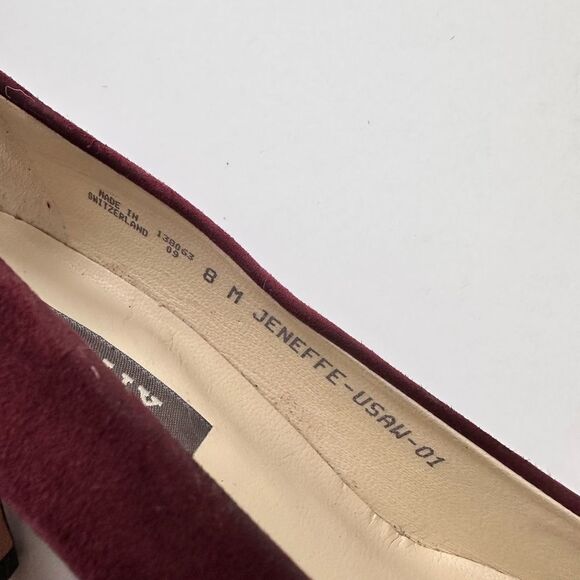 MADE IN
SWITZERLAND
138063
09
8 M JENEFFE-USAW-01